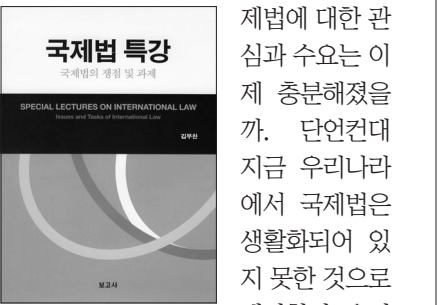 국제법 특강
국제법의 쟁점 및 과제
SPECIAL LECTURES ON INTERNATIONAL LAW
Issues and Tasks of International Law
김부찬
보고사
제법에 대한 관
심과 수요는 이
제 충분해졌을
까. 단언컨대
지금 우리나라
에서 국제법은
생활화되어 있
지 못한 것으로